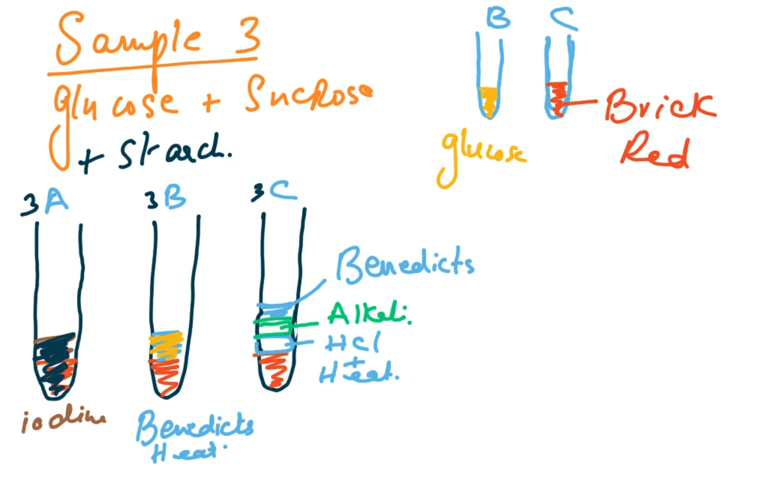 Sample 3
glucose + Sucrose
+ Starch.
B C
Brick
Red
glucose
3A 3B 3C
Benedicts
Alkali.
HCl
+
Heat.
iodine
Benedicts
Heat.